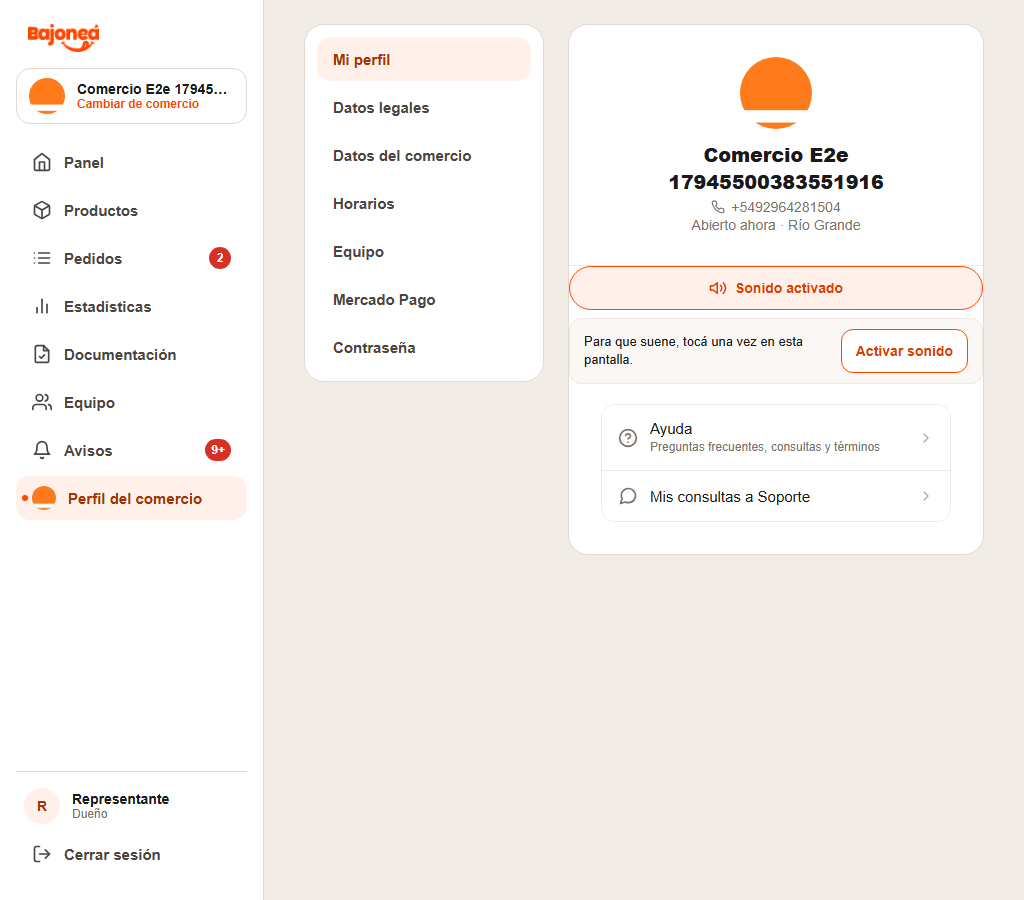 Bajoneá
Comercio E2e 17945...
Cambiar de comercio
Panel
Productos
Pedidos
2
Estadísticas
Documentación
Equipo
Avisos
9+
Perfil del comercio
R
Representante
Dueño
Cerrar sesión
Mi perfil
Datos legales
Datos del comercio
Horarios
Equipo
Mercado Pago
Contraseña
Comercio E2e
17945500383551916
+5492964281504
Abierto ahora · Río Grande
Sonido activado
Para que suene, tocá una vez en esta
pantalla.
Activar sonido
Ayuda
Preguntas frecuentes, consultas y términos
Mis consultas a Soporte